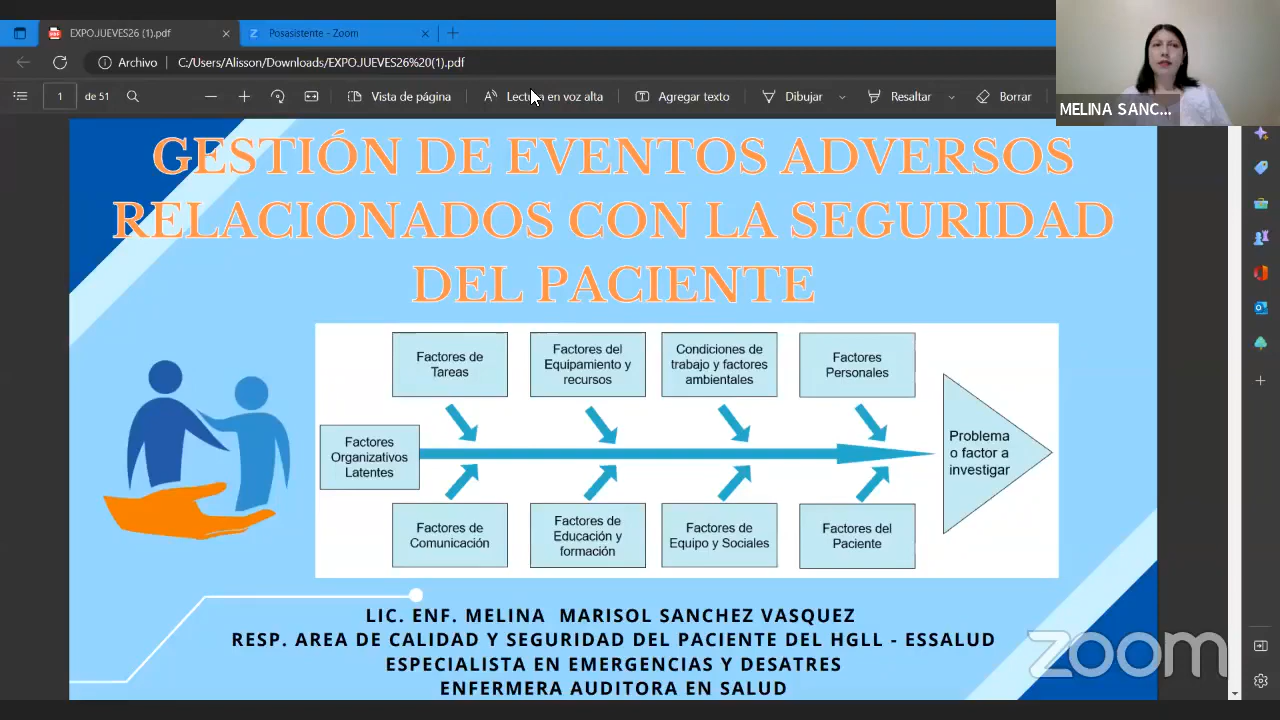 EXPOJUEVES26 (1).pdf
Posasistente - Zoom
Archivo
C:/Users/Alisson/Downloads/EXPOJUEVES26%20(1).pdf
1
de 51
Vista de página
Lectura en voz alta
Agregar texto
Dibujar
Resaltar
Borrar
MELINA SANC...
GESTIÓN DE EVENTOS ADVERSOS
RELACIONADOS CON LA SEGURIDAD
DEL PACIENTE
Factores de
Tareas
Factores del
Equipamiento y
recursos
Condiciones de
trabajo y factores
ambientales
Factores
Personales
Factores
Organizativos
Latentes
Problema
o factor a
investigar
Factores de
Comunicación
Factores de
Educación y
formación
Factores de
Equipo y Sociales
Factores del
Paciente
LIC. ENF. MELINA MARISOL SANCHEZ VASQUEZ
RESP. AREA DE CALIDAD Y SEGURIDAD DEL PACIENTE DEL HGLL - ESSALUD
ESPECIALISTA EN EMERGENCIAS Y DESATRES
ENFERMERA AUDITORA EN SALUD
zoom